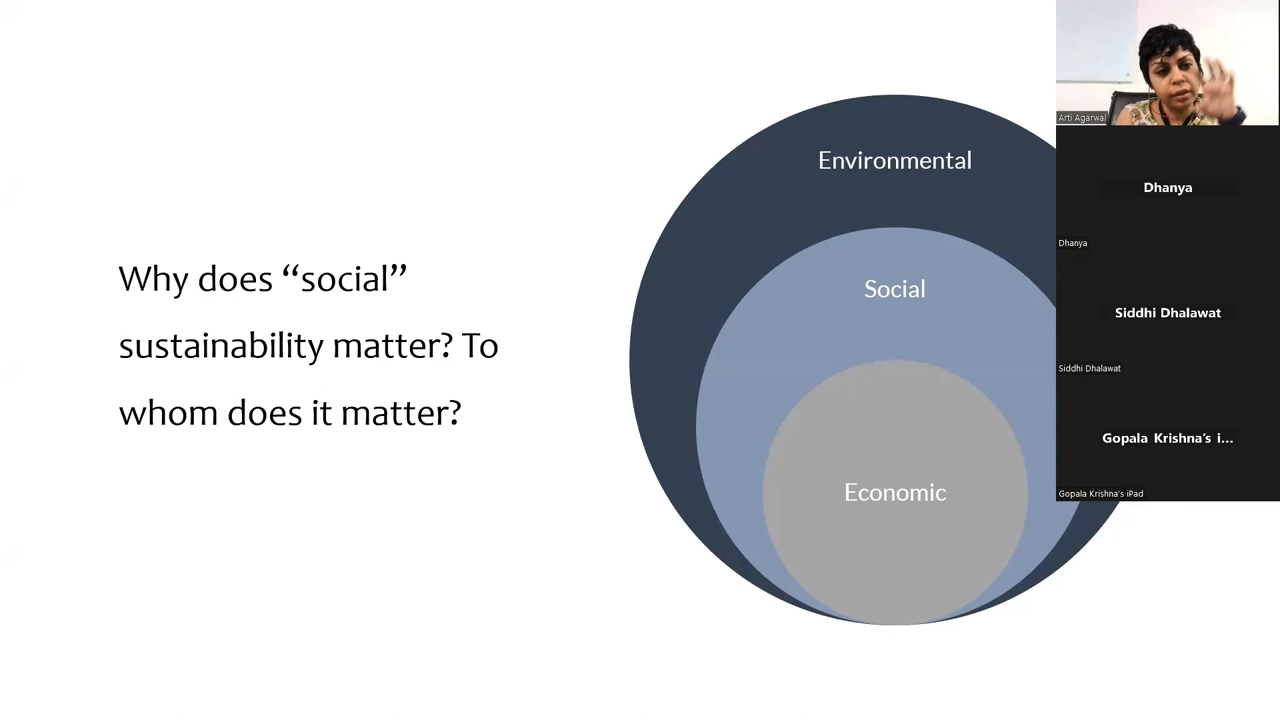 Why does “social”
sustainability matter? To
whom does it matter?
Environmental
Social
Economic
Arti Agarwal
Dhanya
Dhanya
Siddhi Dhalawat
Siddhi Dhalawat
Gopala Krishna’s i...
Gopala Krishna’s iPad